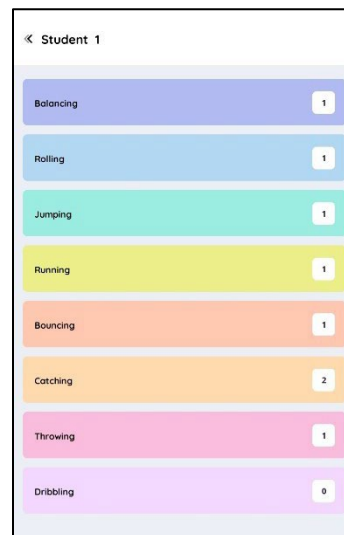 « Student 1
Balancing 1
Rolling 1
Jumping 1
Running 1
Bouncing 1
Catching 2
Throwing 1
Dribbling 0